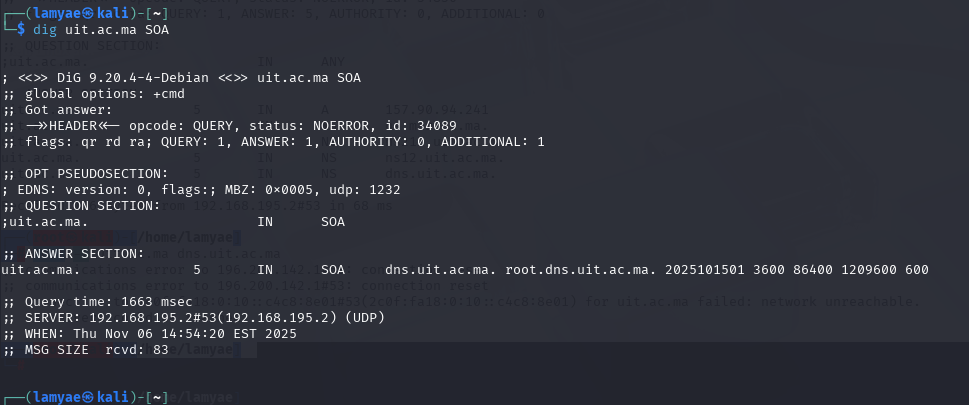 ┌──(lamyae㉿kali)-[~]
└─$ dig uit.ac.ma SOA
; <<>> DiG 9.20.4-4-Debian <<>> uit.ac.ma SOA
;; global options: +cmd
;; Got answer:
;; ->>HEADER<<- opcode: QUERY, status: NOERROR, id: 34089
;; flags: qr rd ra; QUERY: 1, ANSWER: 1, AUTHORITY: 0, ADDITIONAL: 1
;; OPT PSEUDOSECTION:
; EDNS: version: 0, flags:; MBZ: 0x0005, udp: 1232
;; QUESTION SECTION:
;uit.ac.ma. IN SOA
;; ANSWER SECTION:
uit.ac.ma. 5 IN SOA dns.uit.ac.ma. root.dns.uit.ac.ma. 2025101501 3600 86400 1209600 600
;; Query time: 1663 msec
;; SERVER: 192.168.195.2#53(192.168.195.2) (UDP)
;; WHEN: Thu Nov 06 14:54:20 EST 2025
;; MSG SIZE rcvd: 83
┌──(lamyae㉿kali)-[~]